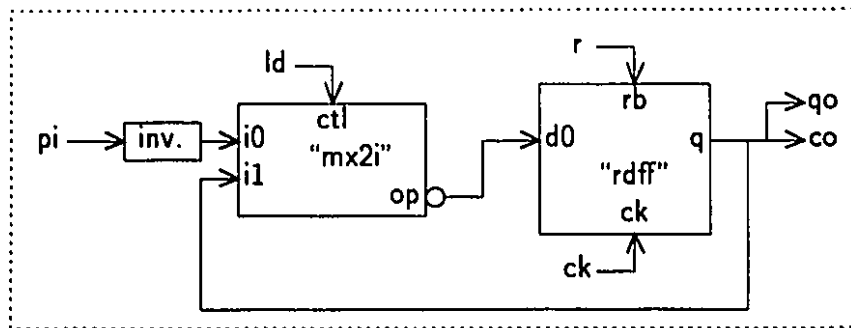 r
ld
ctl
rb
qo
pi
inv.
i0
"mx2i"
d0
q
co
i1
"rdff"
op
ck
ck